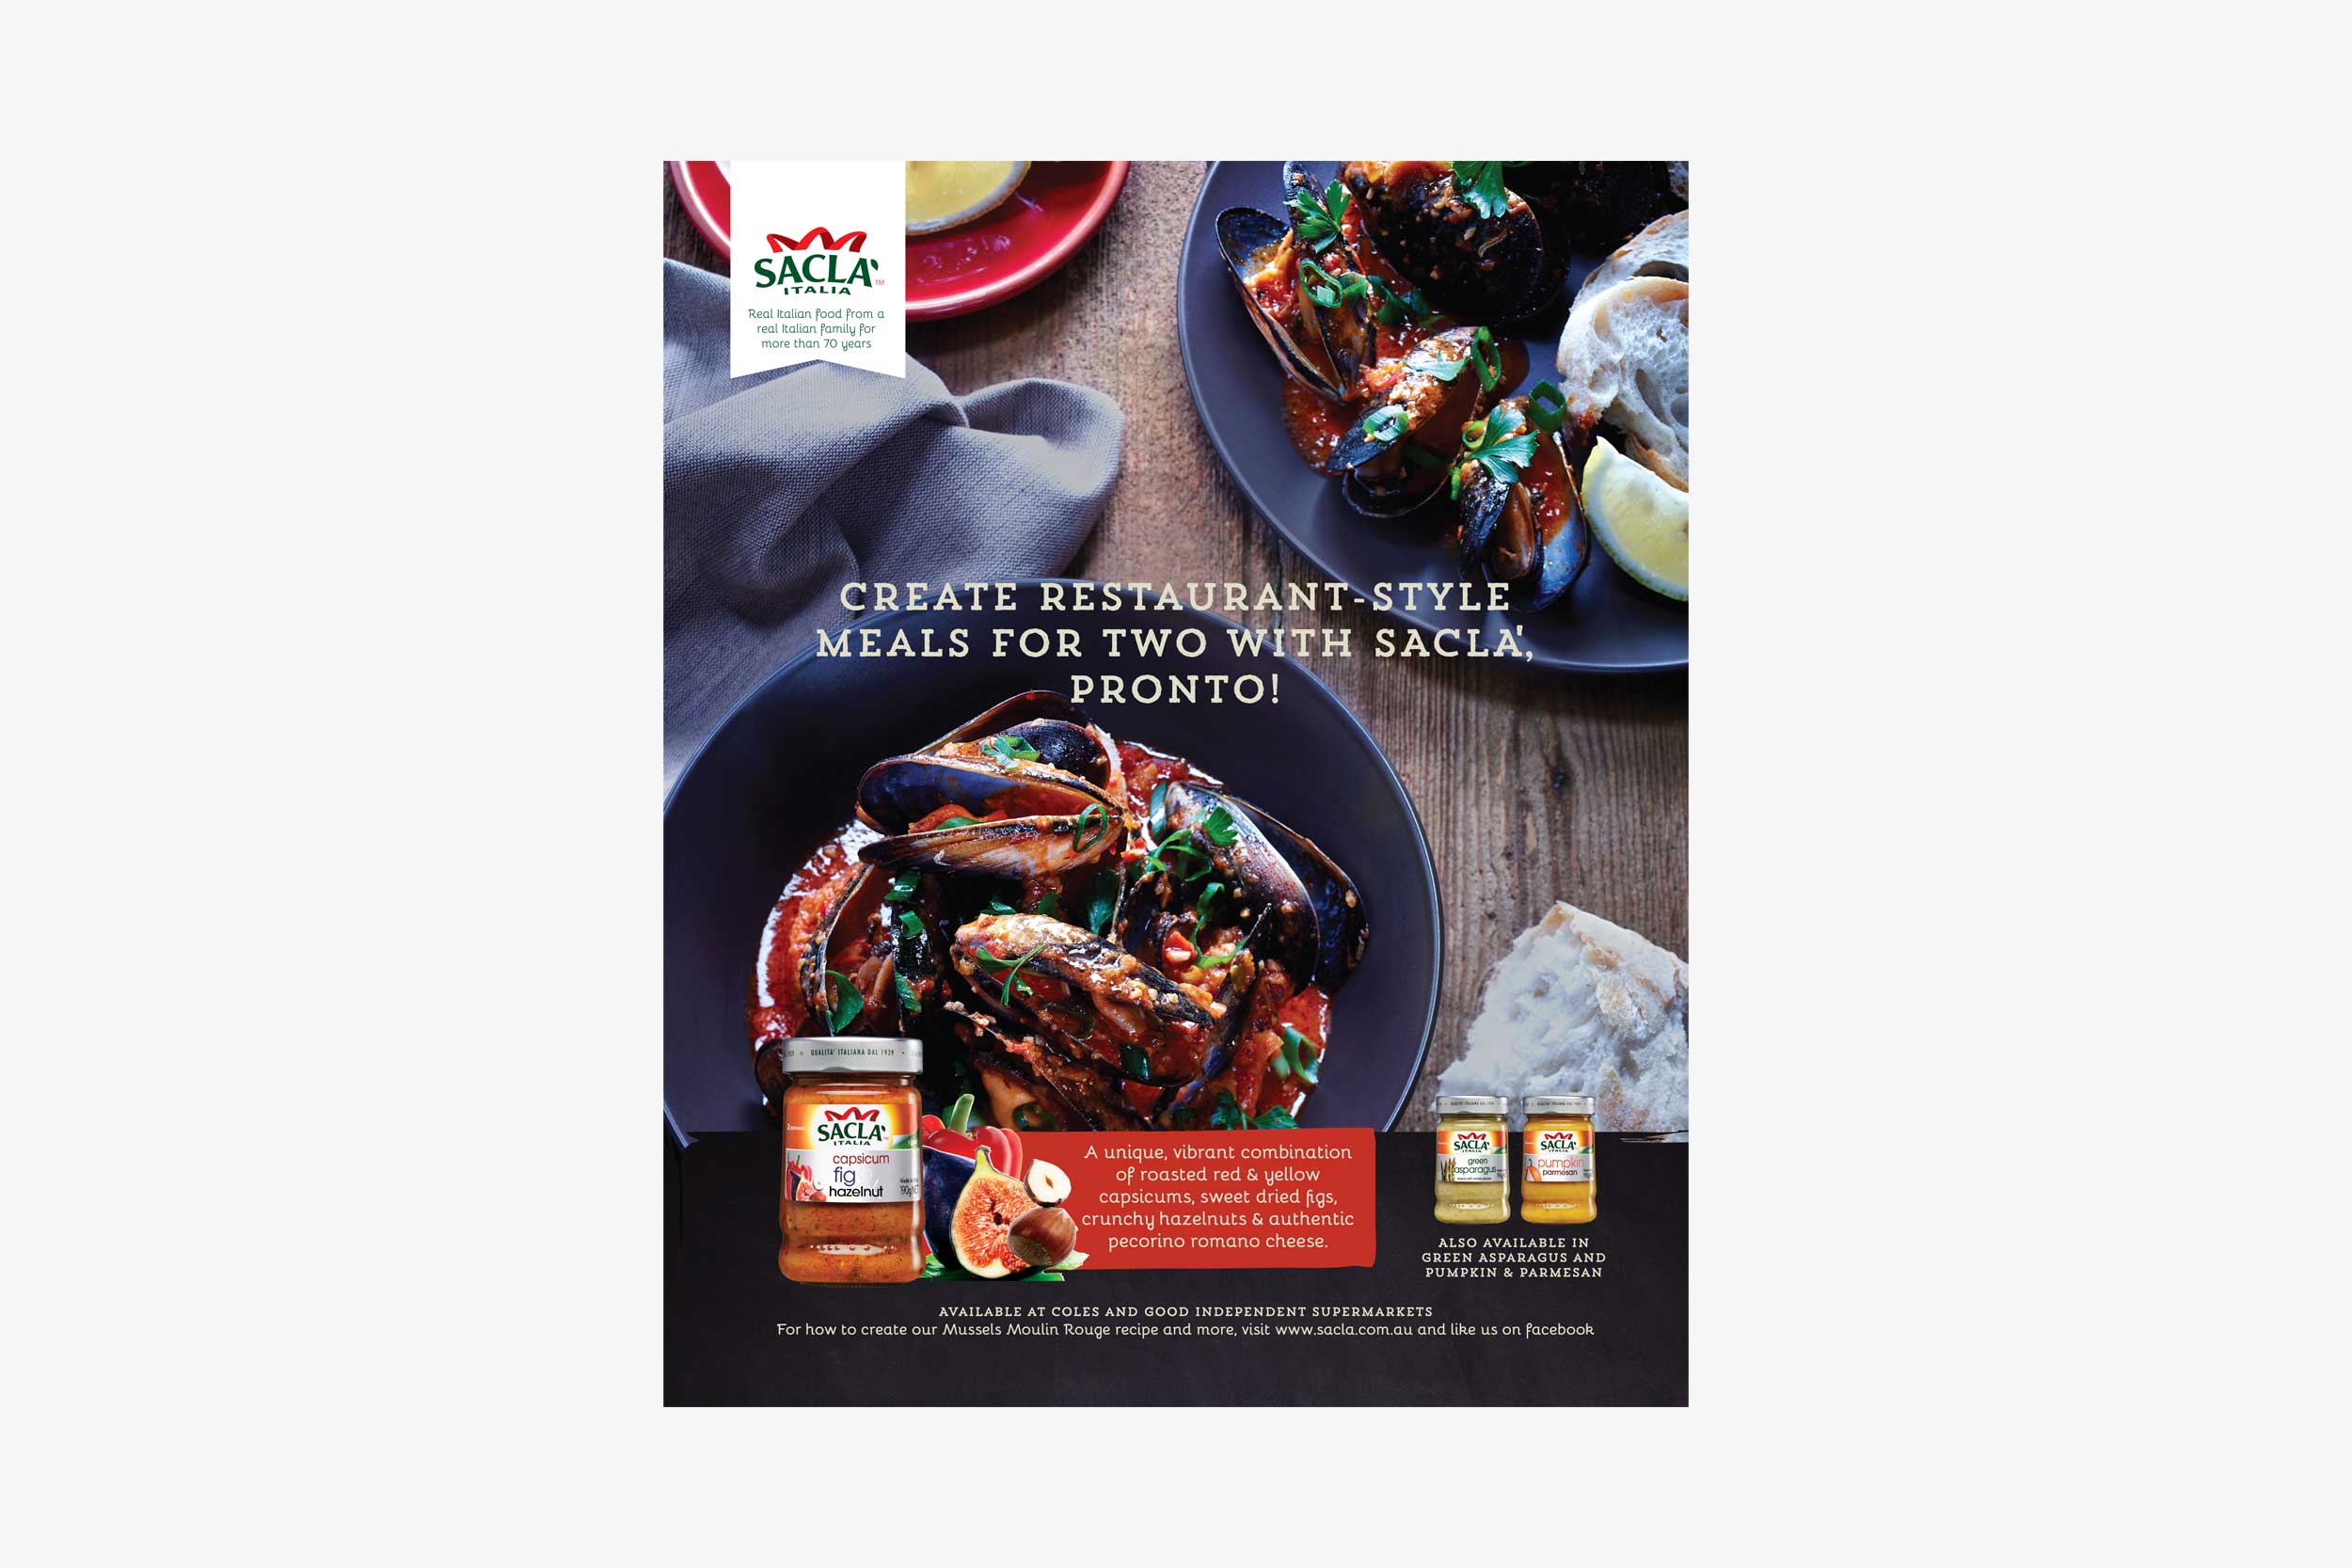 SACLA'
ITALIA
TM
Real Italian food from a
real Italian family for
more than 70 years
CREATE RESTAURANT-STYLE
MEALS FOR TWO WITH SACLA',
PRONTO!
QUALITA' ITALIANA DAL 1939
SACLA'
ITALIA
capsicum
fig
hazelnut
190g
A unique, vibrant combination
of roasted red & yellow
capsicums, sweet dried figs,
crunchy hazelnuts & authentic
pecorino romano cheese.
SACLA'
ITALIA
green
asparagus
SACLA'
ITALIA
pumpkin
parmesan
ALSO AVAILABLE IN
GREEN ASPARAGUS AND
PUMPKIN & PARMESAN
AVAILABLE AT COLES AND GOOD INDEPENDENT SUPERMARKETS
For how to create our Mussels Moulin Rouge recipe and more, visit www.sacla.com.au and like us on facebook